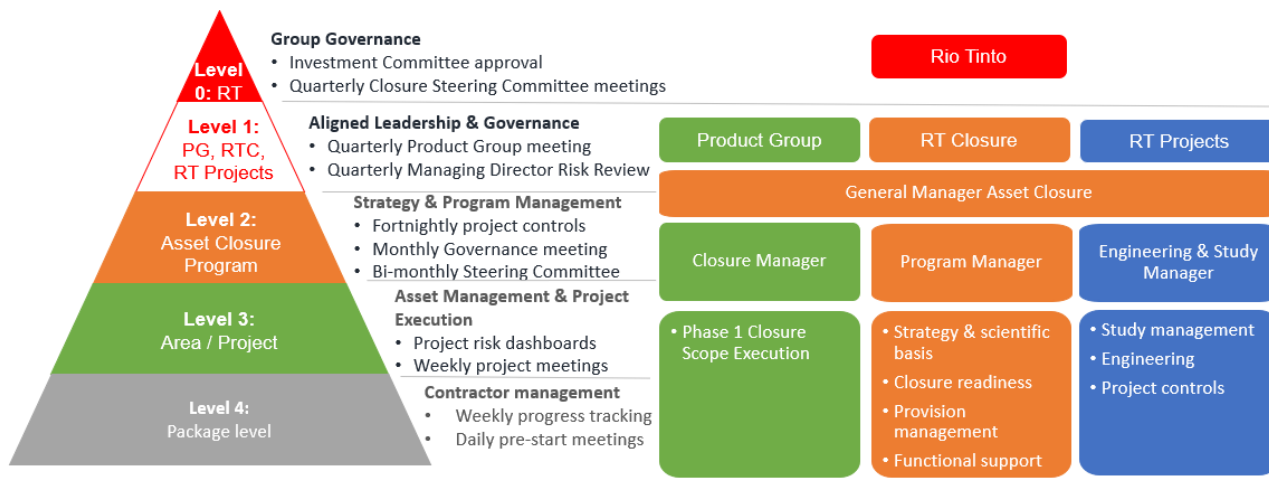 Level
0: RT
Group Governance
• Investment Committee approval
• Quarterly Closure Steering Committee meetings
Rio Tinto
Level 1:
PG, RTC,
RT Projects
Aligned Leadership & Governance
• Quarterly Product Group meeting
• Quarterly Managing Director Risk Review
Product Group
RT Closure
RT Projects
General Manager Asset Closure
Level 2:
Asset Closure
Program
Strategy & Program Management
• Fortnightly project controls
• Monthly Governance meeting
• Bi-monthly Steering Committee
Closure Manager
Program Manager
Engineering & Study
Manager
Level 3:
Area / Project
Asset Management & Project
Execution
• Project risk dashboards
• Weekly project meetings
• Phase 1 Closure
Scope Execution
• Strategy & scientific
basis
• Closure readiness
• Provision
management
• Functional support
• Study management
• Engineering
• Project controls
Level 4:
Package level
Contractor management
• Weekly progress tracking
• Daily pre-start meetings